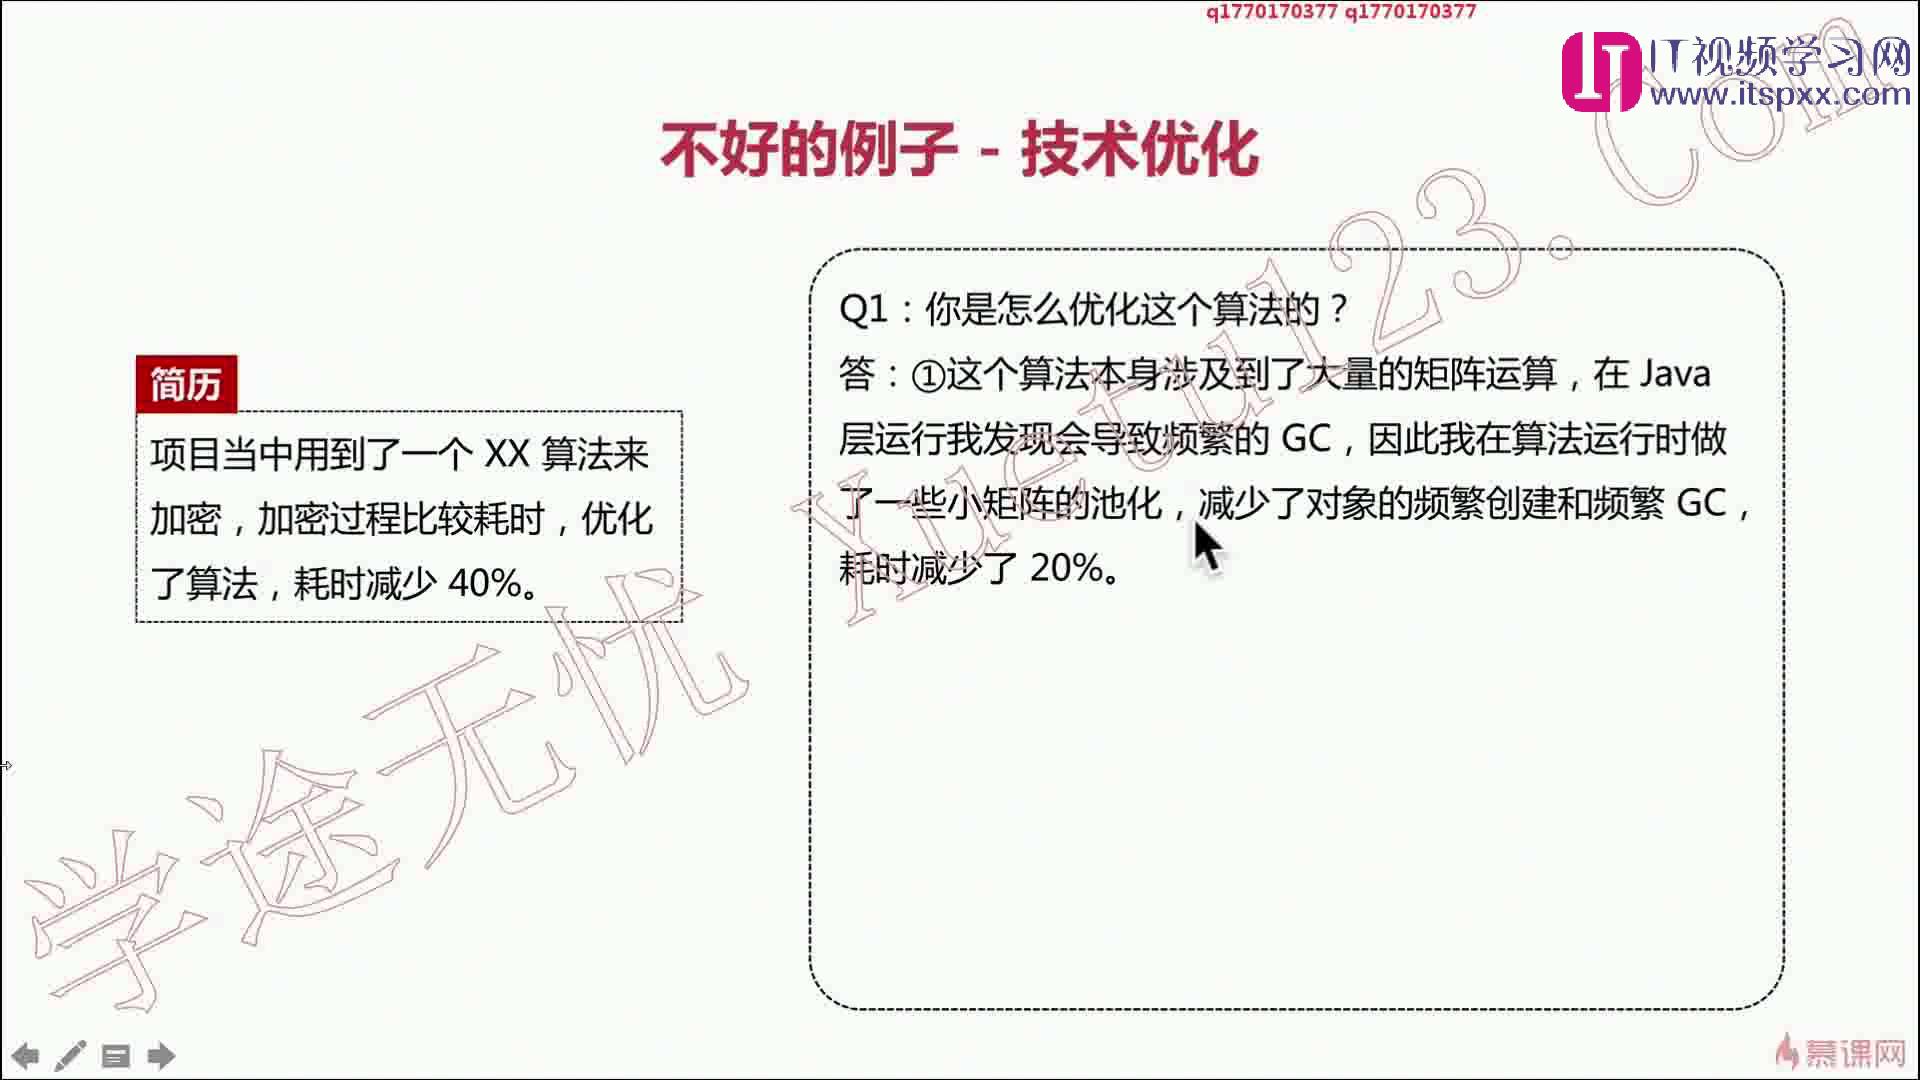 q1770170377 q1770170377
IT视频学习网
www.itspxx.com
不好的例子 - 技术优化
简历
项目当中用到了一个 XX 算法来
加密，加密过程比较耗时，优化
了算法，耗时减少 40%。
Q1：你是怎么优化这个算法的？
答：①这个算法本身涉及到了大量的矩阵运算，在 Java
层运行我发现会导致频繁的 GC，因此我在算法运行时做
了一些小矩阵的池化，减少了对象的频繁创建和频繁 GC，
耗时减少了 20%。
学途无忧 Xuetu123.Com
慕课网